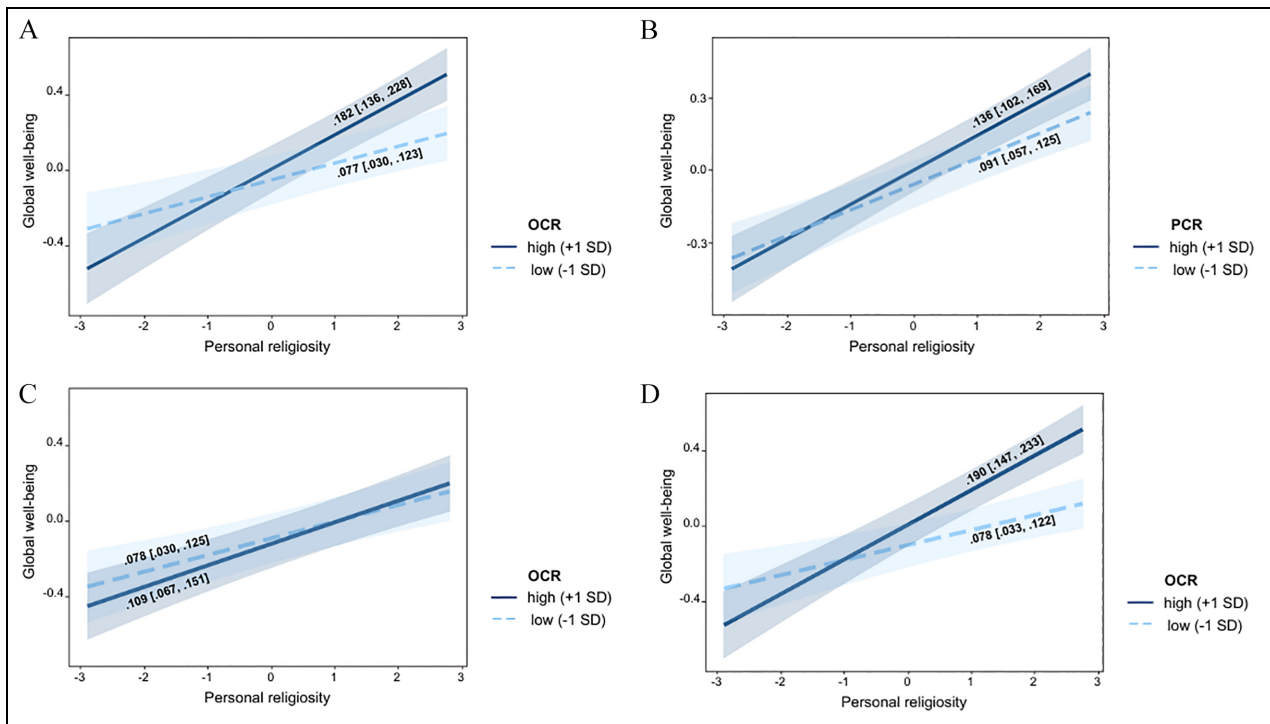 A
Global well-being
0.4
0.0
-0.4
.182 [.136, .228]
.077 [.030, .123]
-3 -2 -1 0 1 2 3
Personal religiosity
OCR
high (+1 SD)
low (-1 SD)
B
Global well-being
0.3
0.0
-0.3
.136 [.102, .169]
.091 [.057, .125]
-3 -2 -1 0 1 2 3
Personal religiosity
PCR
high (+1 SD)
low (-1 SD)
C
Global well-being
0.4
0.0
-0.4
.078 [.030, .125]
.109 [.067, .151]
-3 -2 -1 0 1 2 3
Personal religiosity
OCR
high (+1 SD)
low (-1 SD)
D
Global well-being
0.4
0.0
-0.4
.190 [.147, .233]
.078 [.033, .122]
-3 -2 -1 0 1 2 3
Personal religiosity
OCR
high (+1 SD)
low (-1 SD)